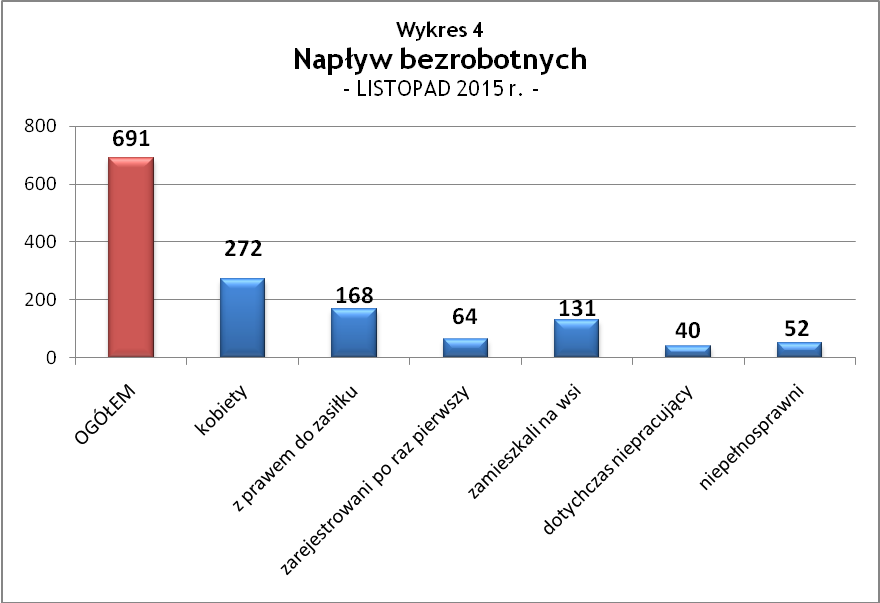 Wykres 4
Napływ bezrobotnych
- LISTOPAD 2015 r. -
800
600
400
200
0
691
272
168
64
131
40
52
OGÓŁEM
kobiety
z prawem do zasiłku
zarejestrowani po raz pierwszy
zamieszkali na wsi
dotychczas niepracujący
niepełnosprawni